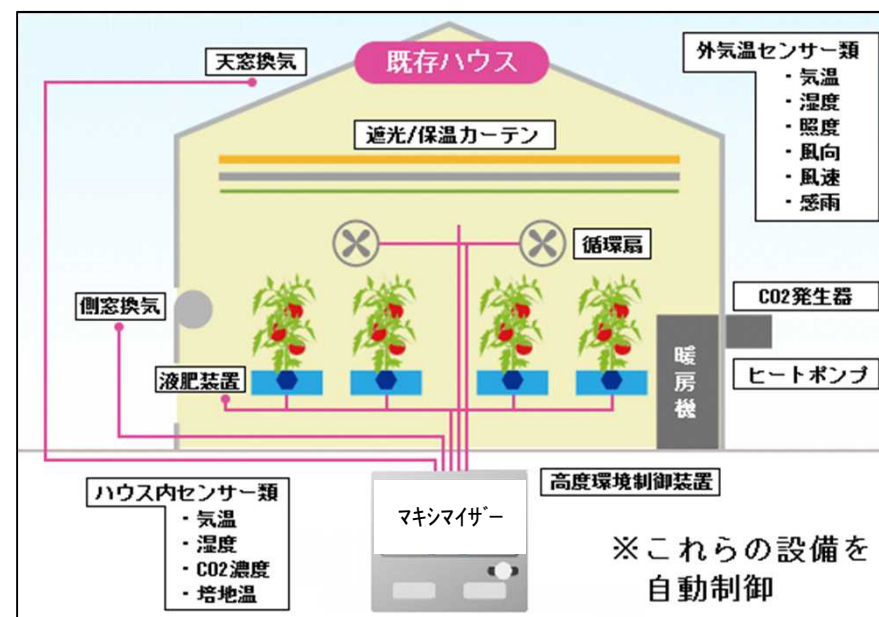 天窓換気
既存ハウス
外気温センサー類
・気温
・湿度
・照度
・風向
・風速
・感雨
遮光/保温カーテン
循環扇
側窓換気
CO2発生器
暖房機
ヒートポンプ
液肥装置
高度環境制御装置
ハウス内センサー類
・気温
・湿度
・CO2濃度
・培地温
マキシマイザー
※これらの設備を
自動制御